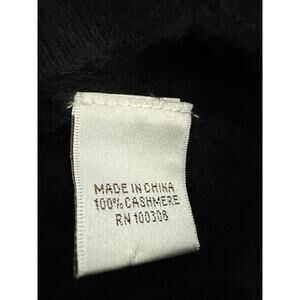 MADE IN CHINA
100% CASHMERE
RN 100308